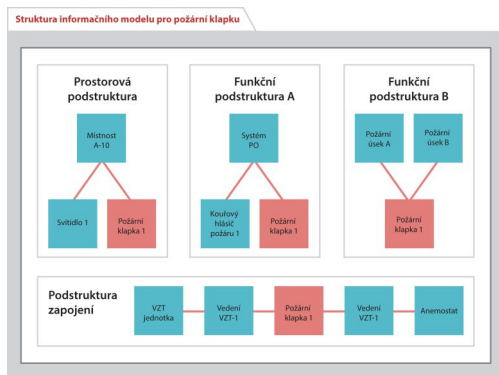 Struktura informačního modelu pro požární klapku
Prostorová
podstruktura
Místnost
A-10
Svítidlo 1
Požární
klapka 1
Funkční
podstruktura A
Systém
PO
Kouřový
hlásič
požáru 1
Požární
klapka 1
Funkční
podstruktura B
Požární
úsek A
Požární
úsek B
Požární
klapka 1
Podstruktura
zapojení
VZT
jednotka
Vedení
VZT-1
Požární
klapka 1
Vedení
VZT-1
Anemostat